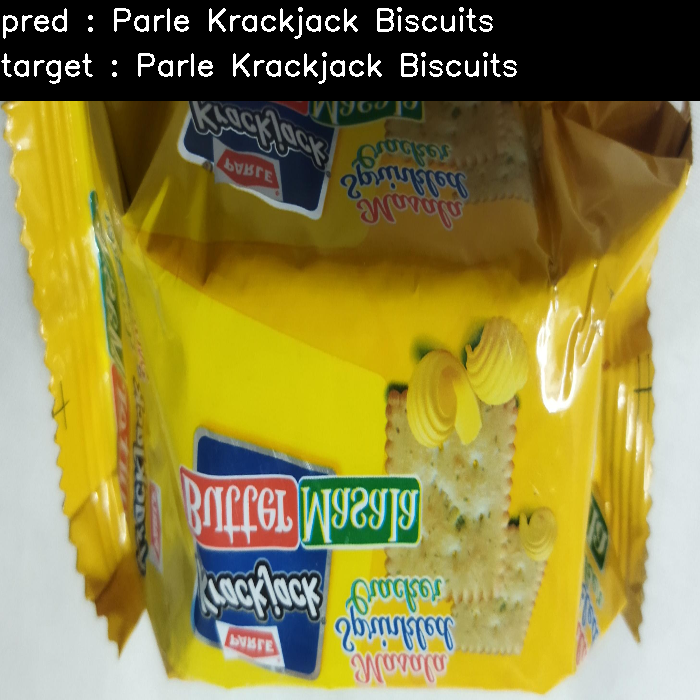 pred : Parle Krackjack Biscuits
target : Parle Krackjack Biscuits
Masala
Krackjack
PARLE
Cracker
Sprinkled
Masala
Butter Masala
Krackjack
PARLE
Cracker
Sprinkled
Masala